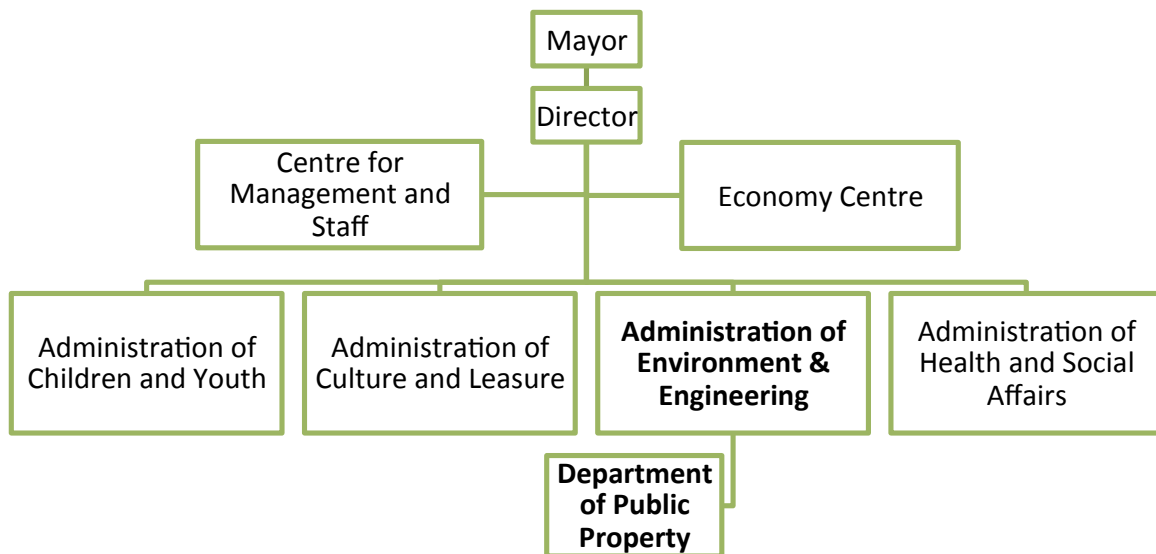 Mayor
Director
Centre for
Management and
Staff
Economy Centre
Administration of
Children and Youth
Administration of
Culture and Leasure
Administration of
Environment &
Engineering
Administration of
Health and Social
Affairs
Department
of Public
Property